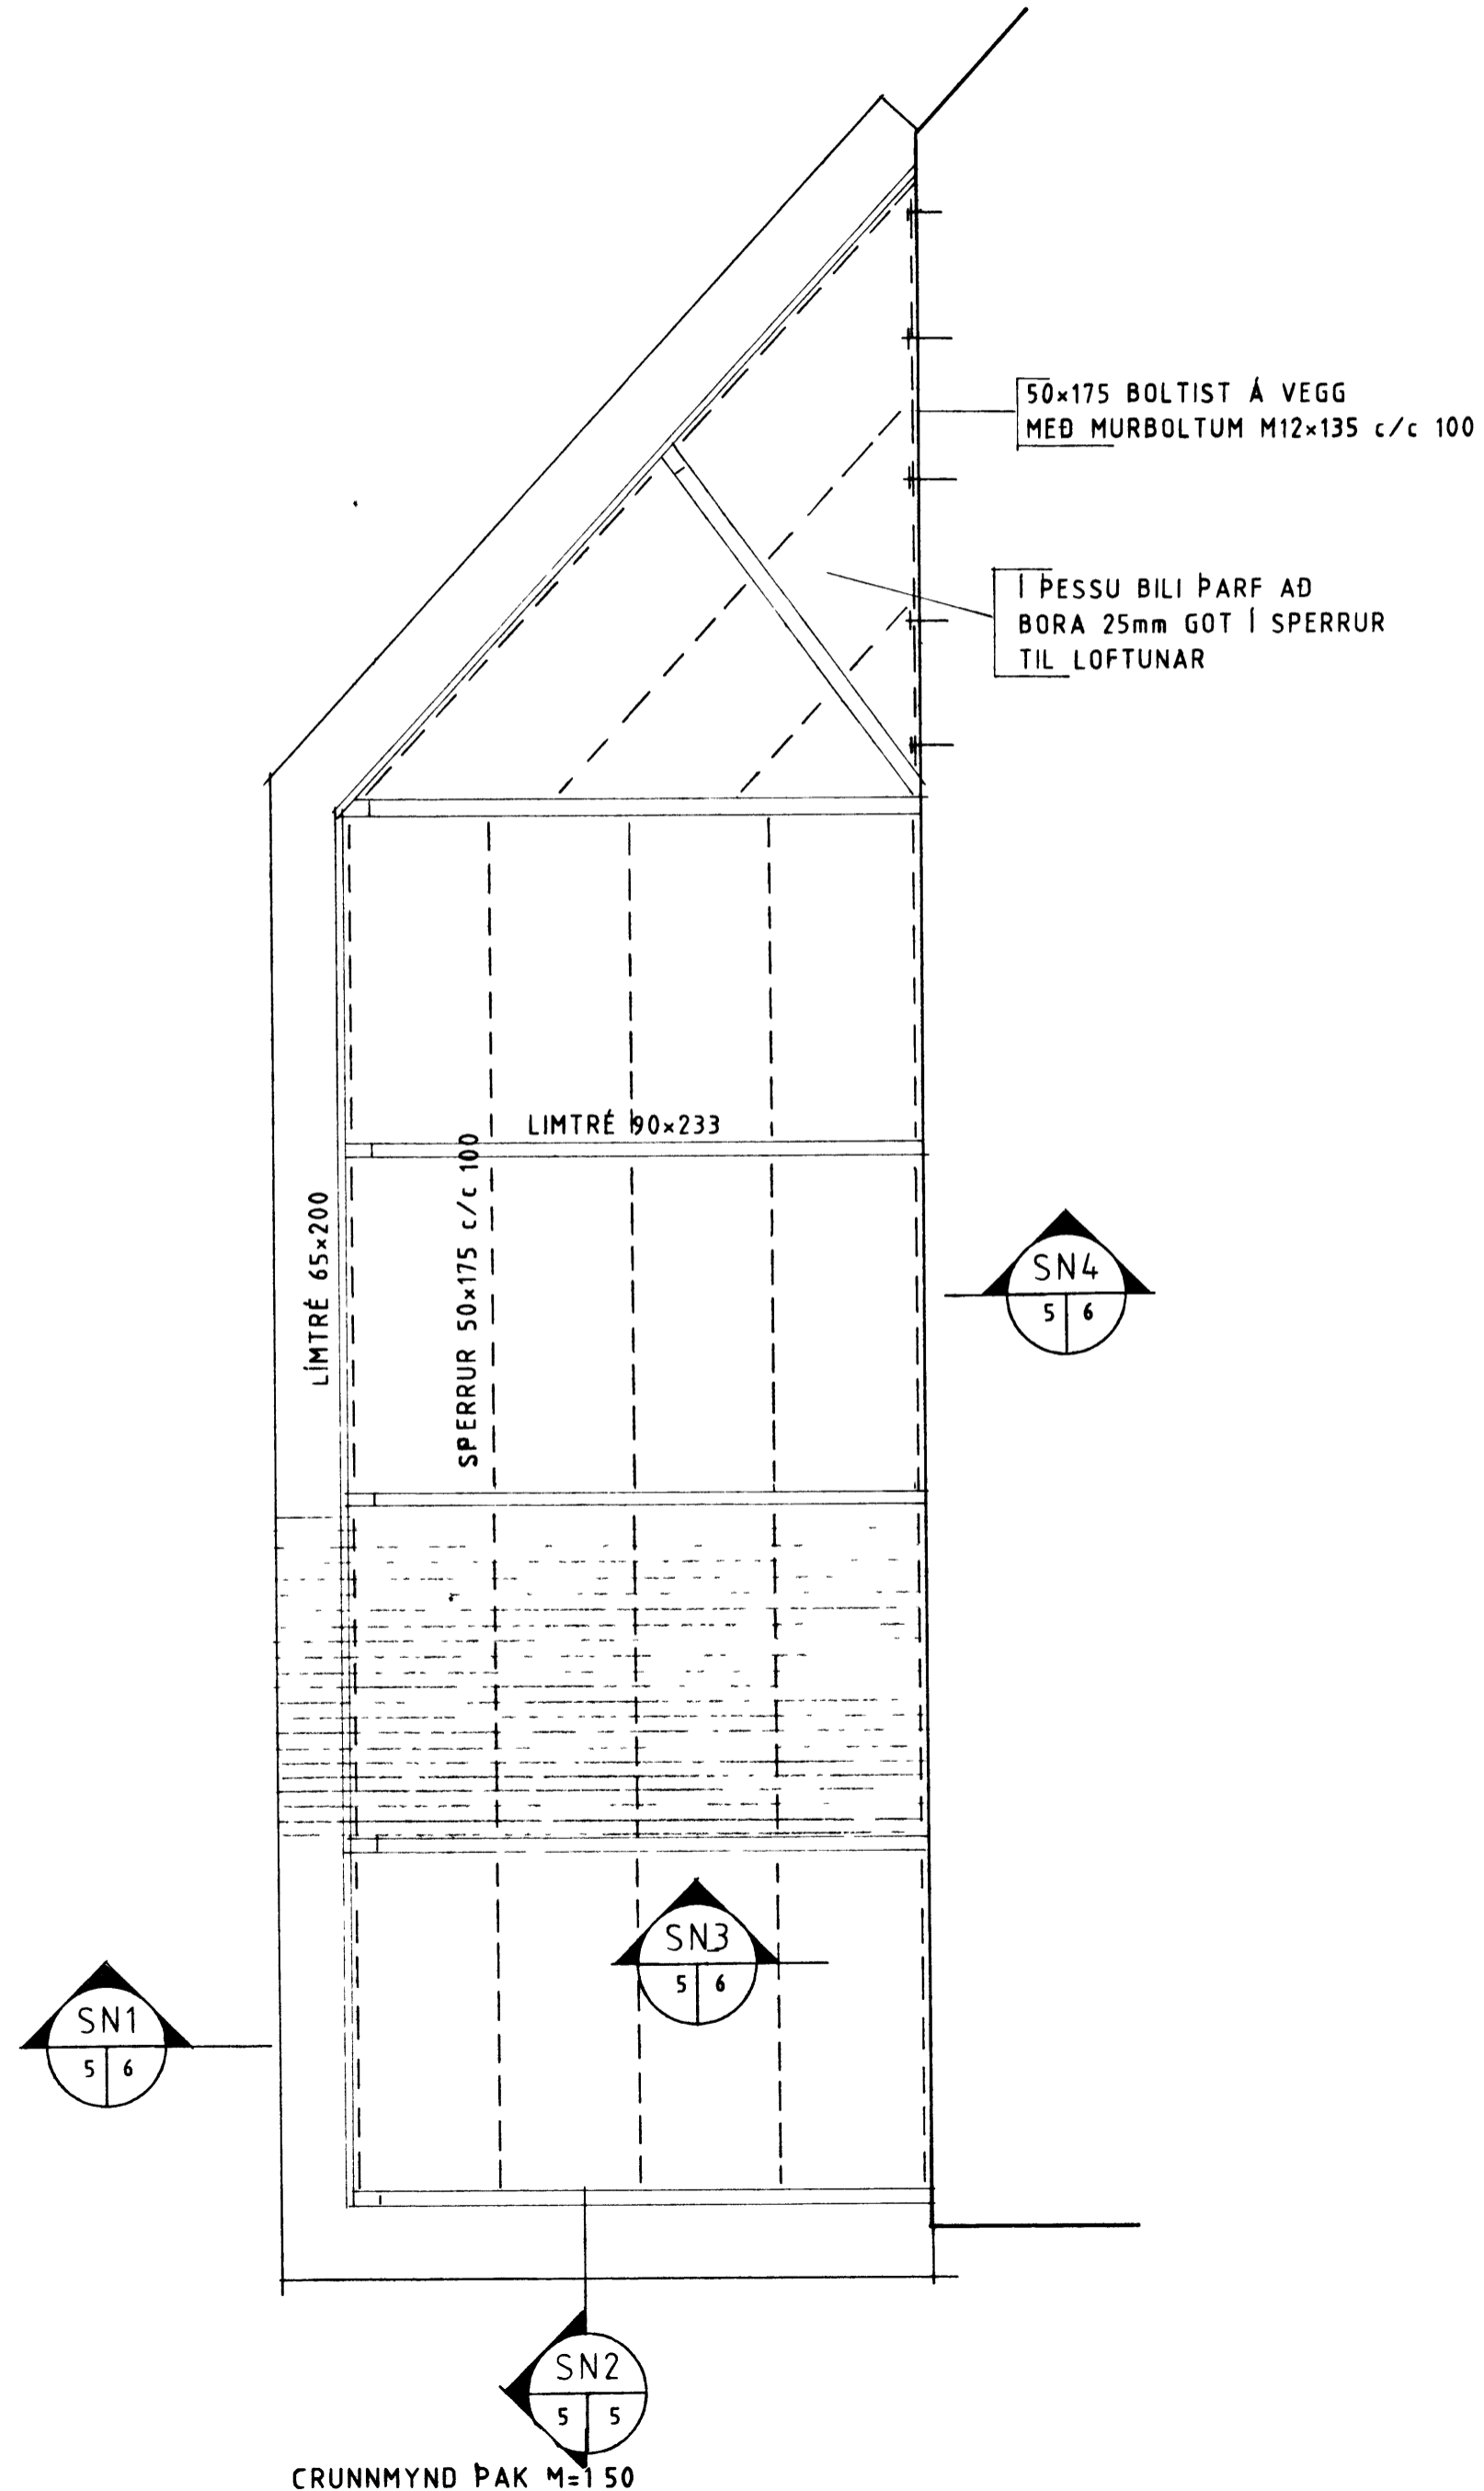 50×175 BOLTIST Á VEGG
MEÐ MURBOLTUM M12×135 c/c 100
Í ÞESSU BILI ÞARF AÐ
BORA 25mm GOT Í SPERRUR
TIL LOFTUNAR
LIMTRÉ 90×233
LÍMTRÉ 65×200
SPERRUR 50×175 c/c 100
SN4
5 6
SN3
5 6
SN1
5 6
SN2
5 5
GRUNNMYND ÞAK M=1 50